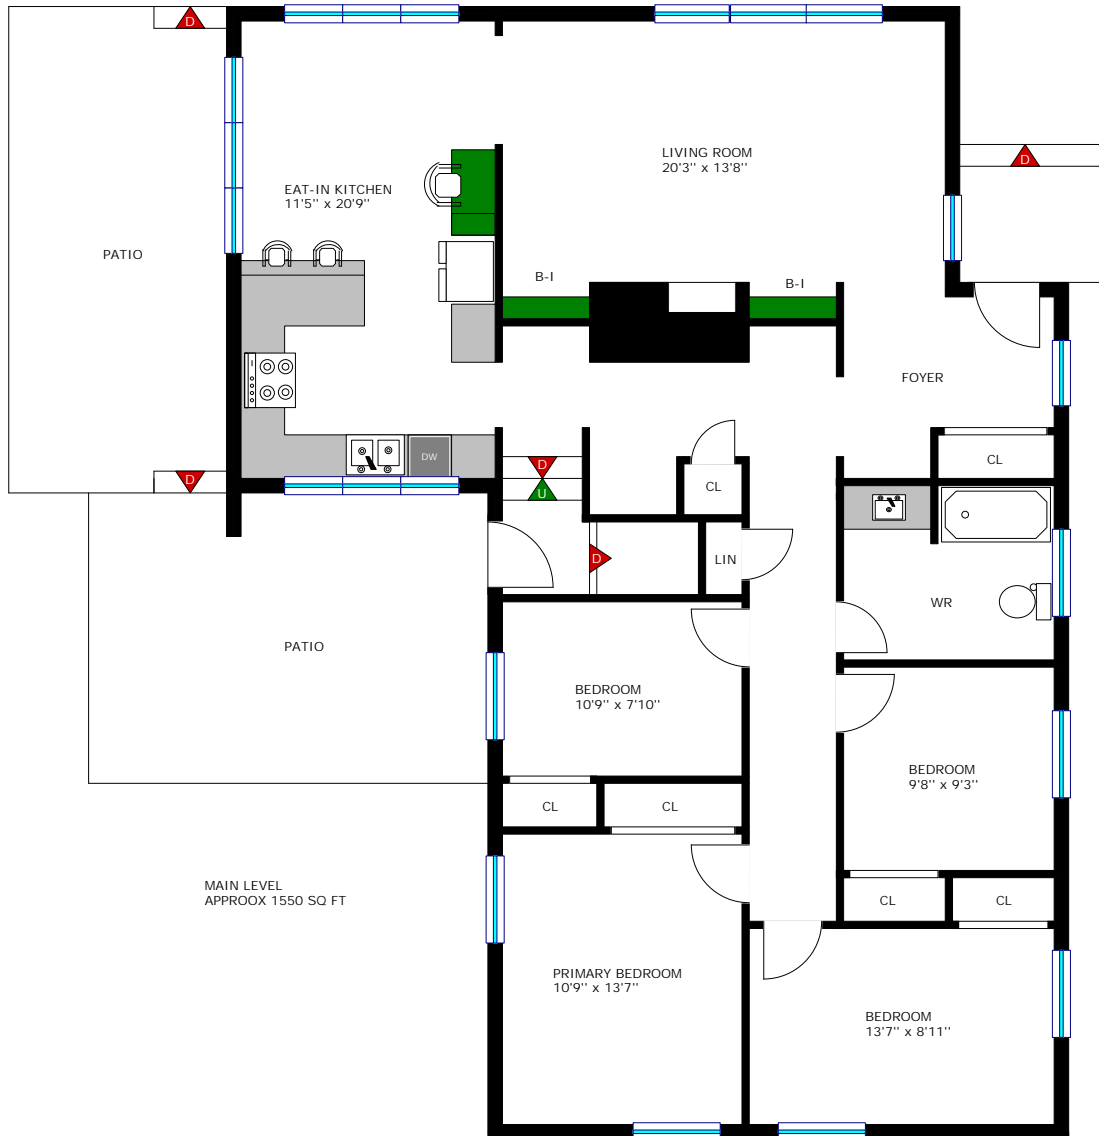 D
LIVING ROOM
20'3'' x 13'8''
D
EAT-IN KITCHEN
11'5'' x 20'9''
PATIO
B-I
B-I
FOYER
DW
D
CL
CL
D
U
D
LIN
WR
PATIO
BEDROOM
10'9'' x 7'10''
BEDROOM
9'8'' x 9'3''
CL
CL
MAIN LEVEL
APPROOX 1550 SQ FT
CL
CL
PRIMARY BEDROOM
10'9'' x 13'7''
BEDROOM
13'7'' x 8'11''